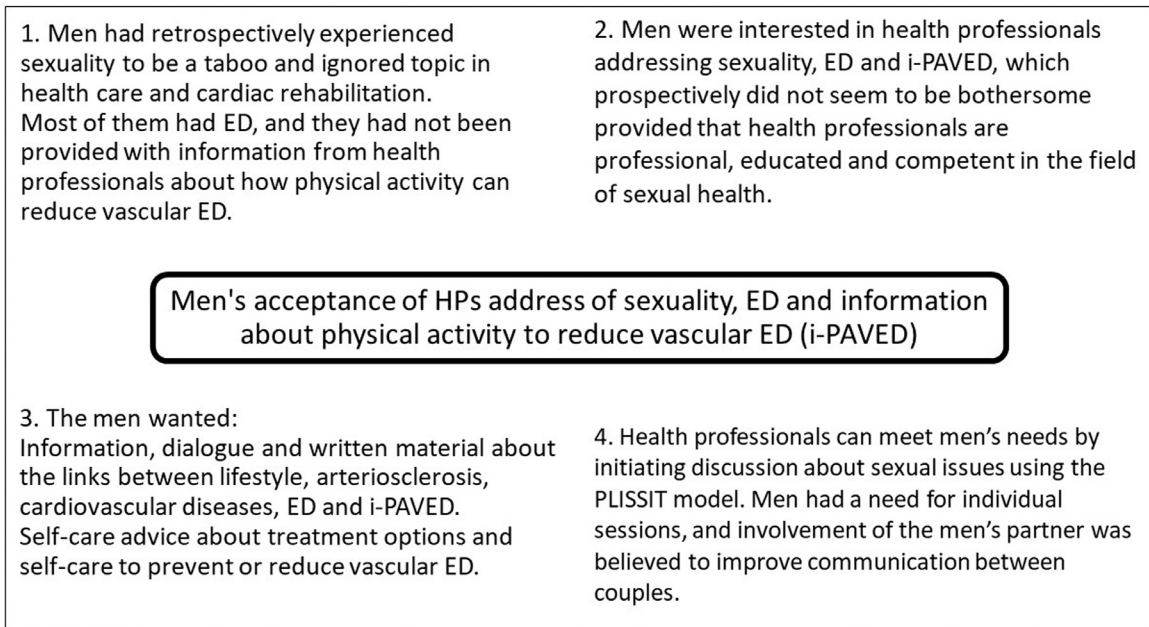 1. Men had retrospectively experienced
sexuality to be a taboo and ignored topic in
health care and cardiac rehabilitation.
Most of them had ED, and they had not been
provided with information from health
professionals about how physical activity can
reduce vascular ED.
2. Men were interested in health professionals
addressing sexuality, ED and i-PAVED, which
prospectively did not seem to be bothersome
provided that health professionals are
professional, educated and competent in the field
of sexual health.
Men's acceptance of HPs address of sexuality, ED and information
about physical activity to reduce vascular ED (i-PAVED)
3. The men wanted:
Information, dialogue and written material about
the links between lifestyle, arteriosclerosis,
cardiovascular diseases, ED and i-PAVED.
Self-care advice about treatment options and
self-care to prevent or reduce vascular ED.
4. Health professionals can meet men’s needs by
initiating discussion about sexual issues using the
PLISSIT model. Men had a need for individual
sessions, and involvement of the men’s partner was
believed to improve communication between
couples.